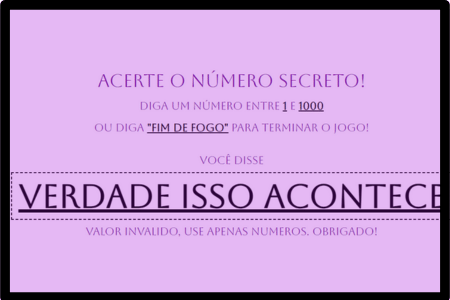 ACERTE O NÚMERO SECRETO!
DIGA UM NÚMERO ENTRE 1 E 1000
OU DIGA "FIM DE FOGO" PARA TERMINAR O JOGO!
VOCÊ DISSE
VERDADE ISSO ACONTECE
VALOR INVALIDO, USE APENAS NUMEROS. OBRIGADO!